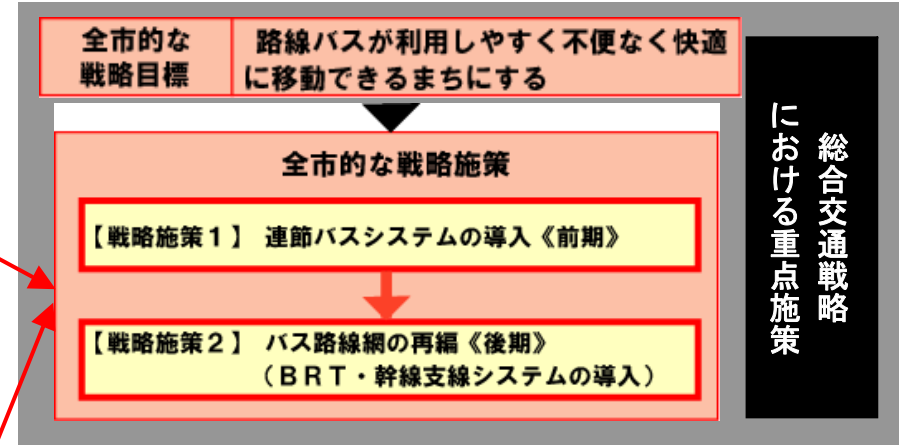 全市的な
戦略目標
路線バスが利用しやすく不便なく快適
に移動できるまちにする
全市的な戦略施策
【戦略施策１】 連節バスシステムの導入《前期》
【戦略施策２】 バス路線網の再編《後期》
（ＢＲＴ・幹線支線システムの導入）
総合交通戦略
における重点施策